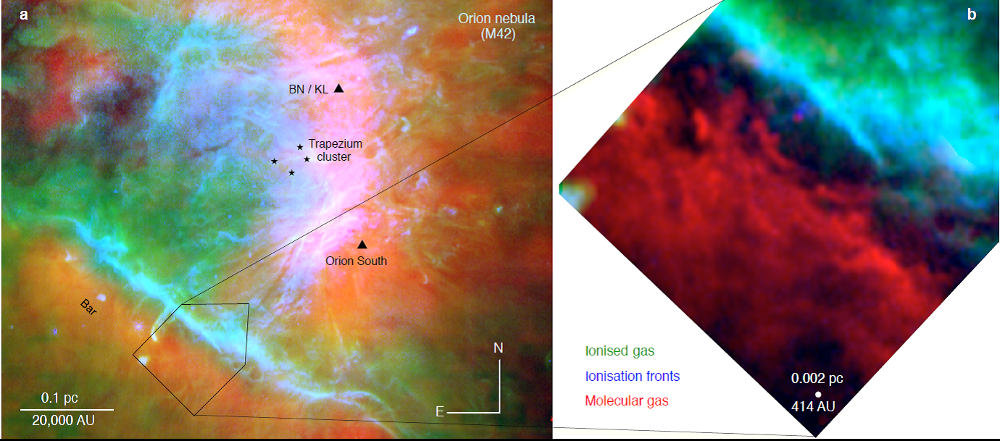 a
Orion nebula
(M42)
BN / KL
Trapezium
cluster
Orion South
Bar
N
E
0.1 pc
20,000 AU
b
Ionised gas
Ionisation fronts
Molecular gas
0.002 pc
414 AU